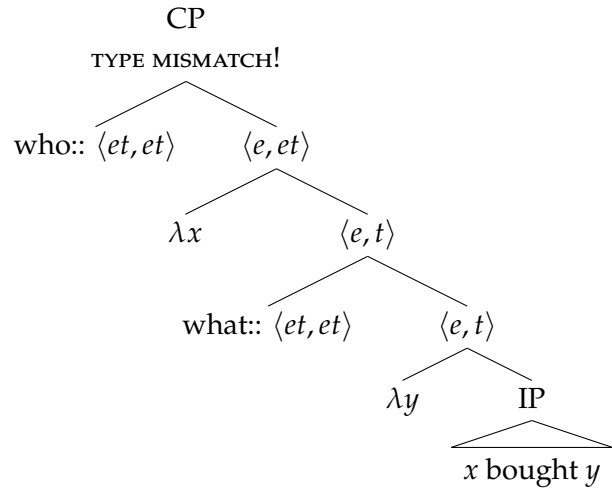 CP
TYPE MISMATCH!
who:: ⟨et, et⟩ ⟨e, et⟩
λx ⟨e, t⟩
what:: ⟨et, et⟩ ⟨e, t⟩
λy IP
x bought y